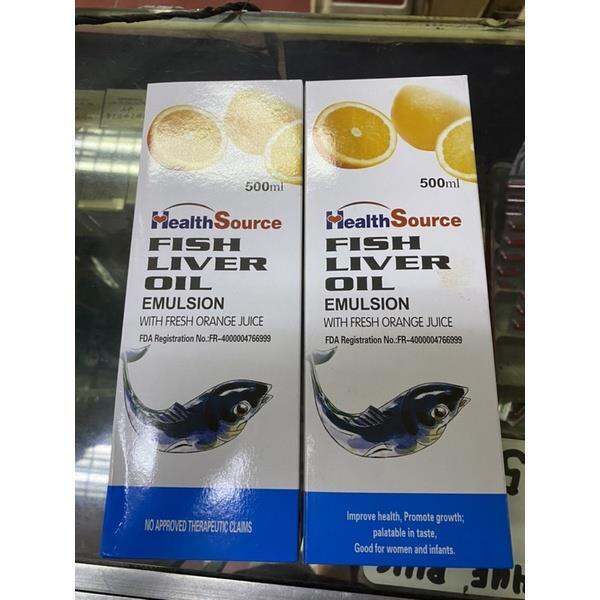 500ml
HealthSource
FISH
LIVER
OIL
EMULSION
WITH FRESH ORANGE JUICE
FDA Registration No.:FR-4000004766999
NO APPROVED THERAPEUTIC CLAIMS
500ml
HealthSource
FISH
LIVER
OIL
EMULSION
WITH FRESH ORANGE JUICE
FDA Registration No.:FR-4000004766999
Improve health, Promote growth;
palatable in taste,
Good for women and infants.